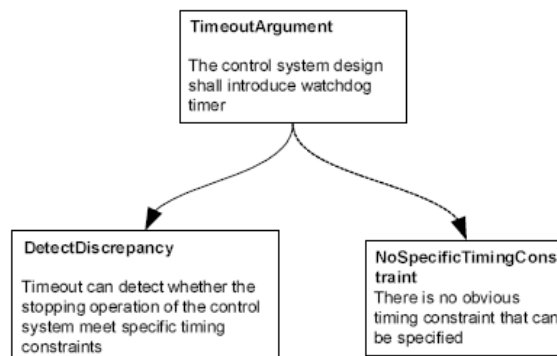 TimeoutArgument
The control system design
shall introduce watchdog
timer
DetectDiscrepancy
Timeout can detect whether the
stopping operation of the control
system meet specific timing
constraints
NoSpecificTimingCons
traint
There is no obvious
timing constraint that can
be specified